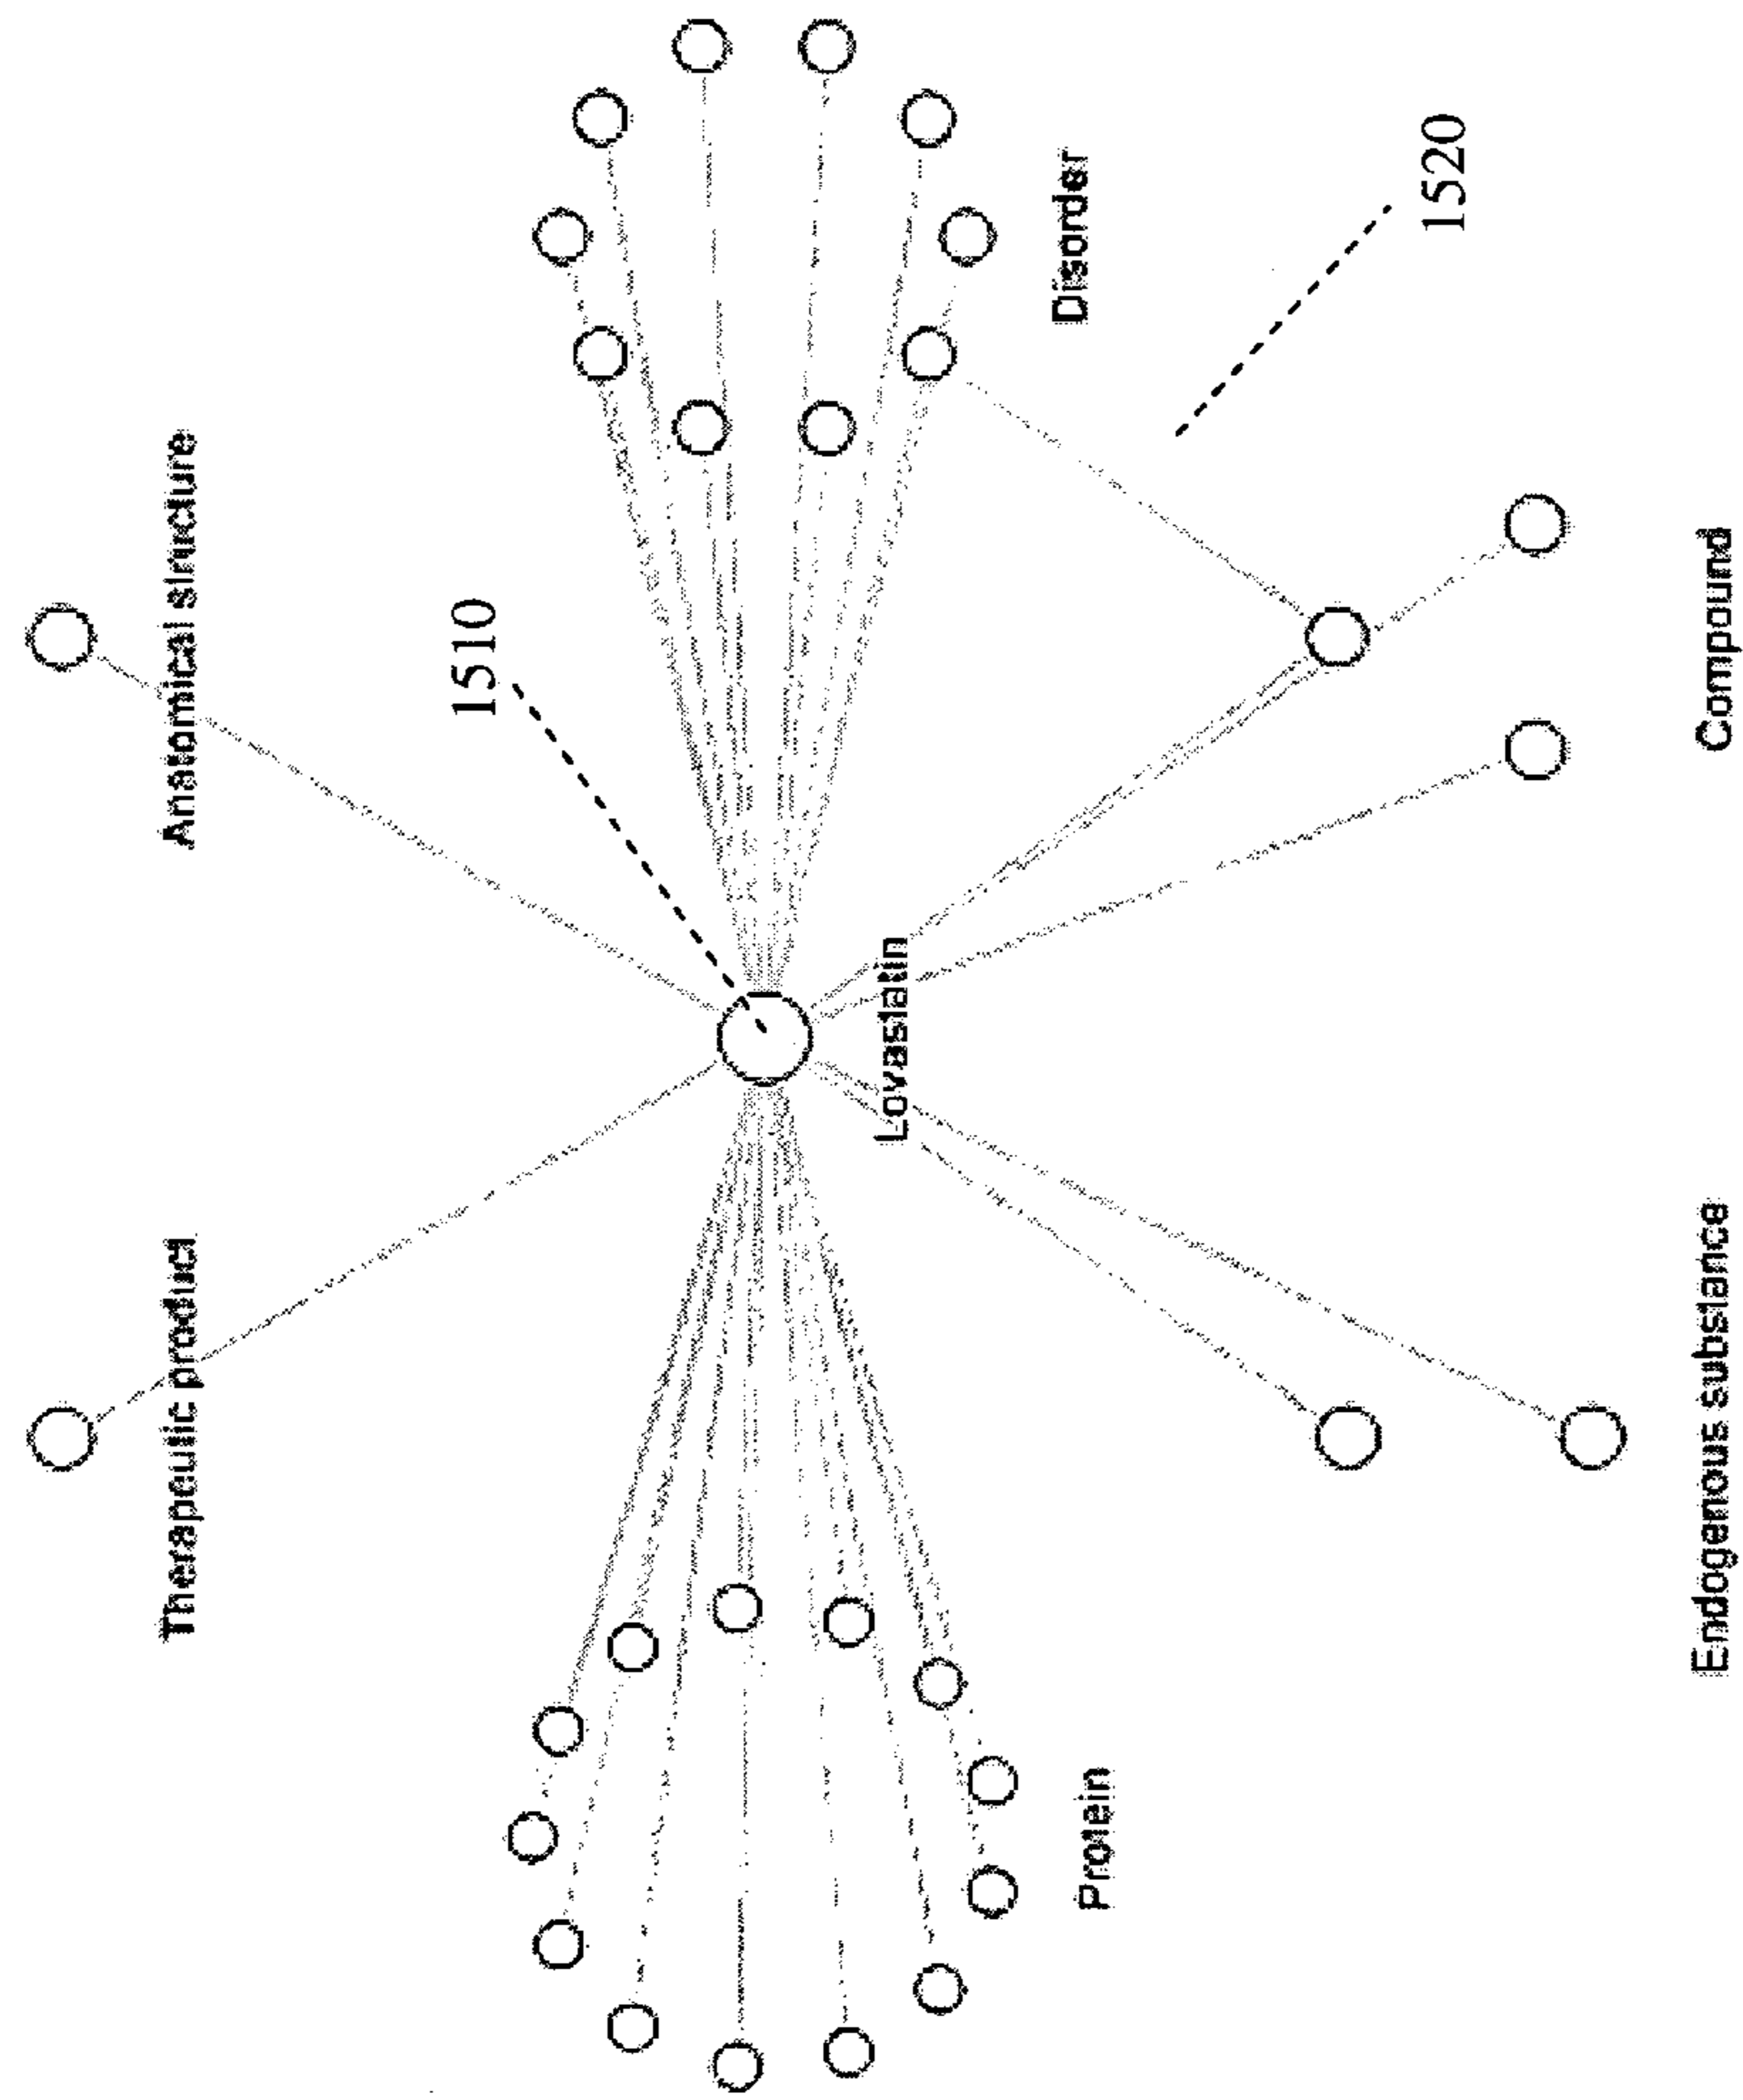 Therapeutic product
Anatomical structure
1510
Lovastatin
Protein
Disorder
1520
Endogenous substance
Compound